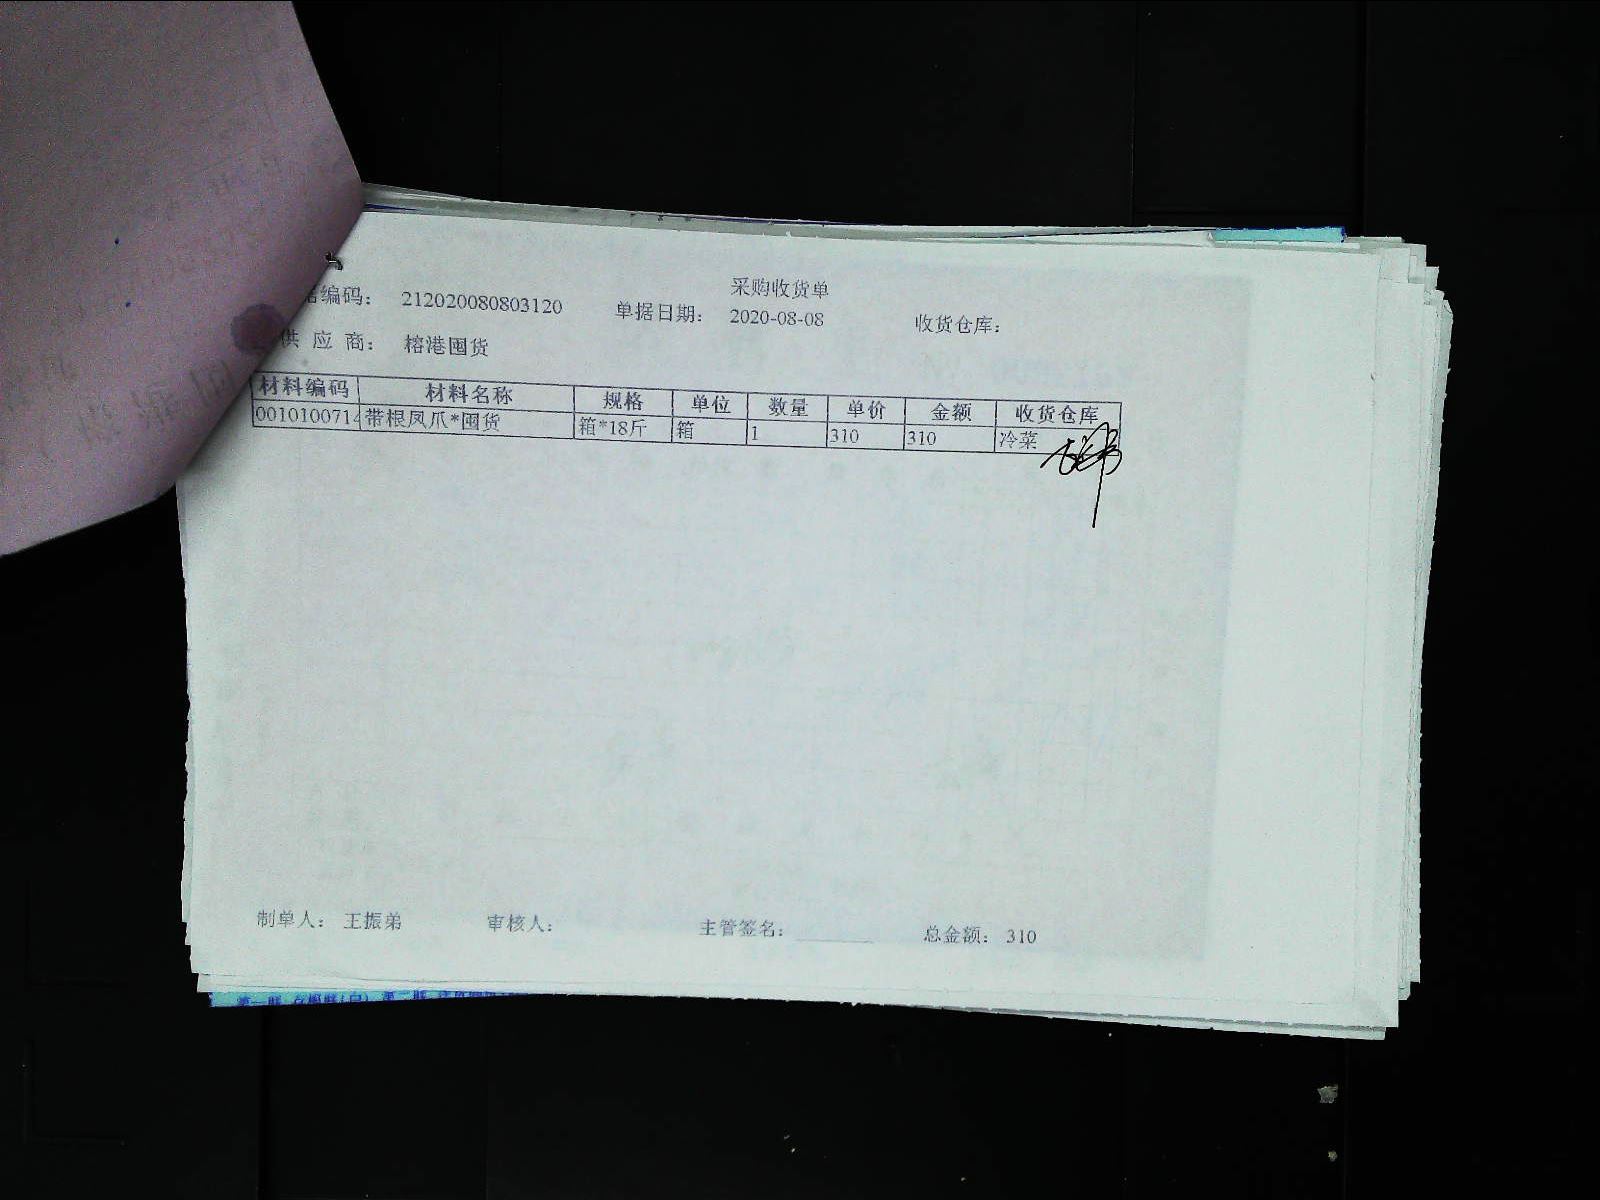 采购收货单
据编码： 212020080803120 单据日期： 2020-08-08 收货仓库：
供 应 商： 榕港囤货
材料编码 材料名称 规格 单位 数量 单价 金额 收货仓库
0010100714 带根凤爪*囤货 箱*18斤 箱 1 310 310 冷菜
制单人： 王振弟 审核人： 主管签名： 总金额： 310